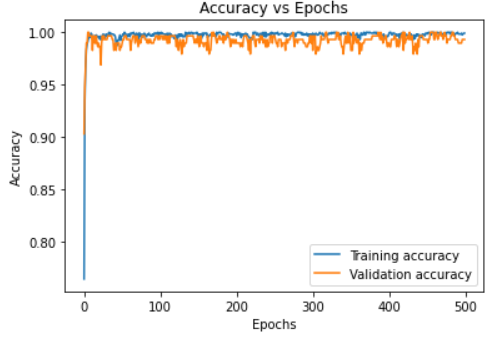 Accuracy vs Epochs
1.00
0.95
0.90
0.85
0.80
Accuracy
0
100
200
300
400
500
Epochs
Training accuracy
Validation accuracy